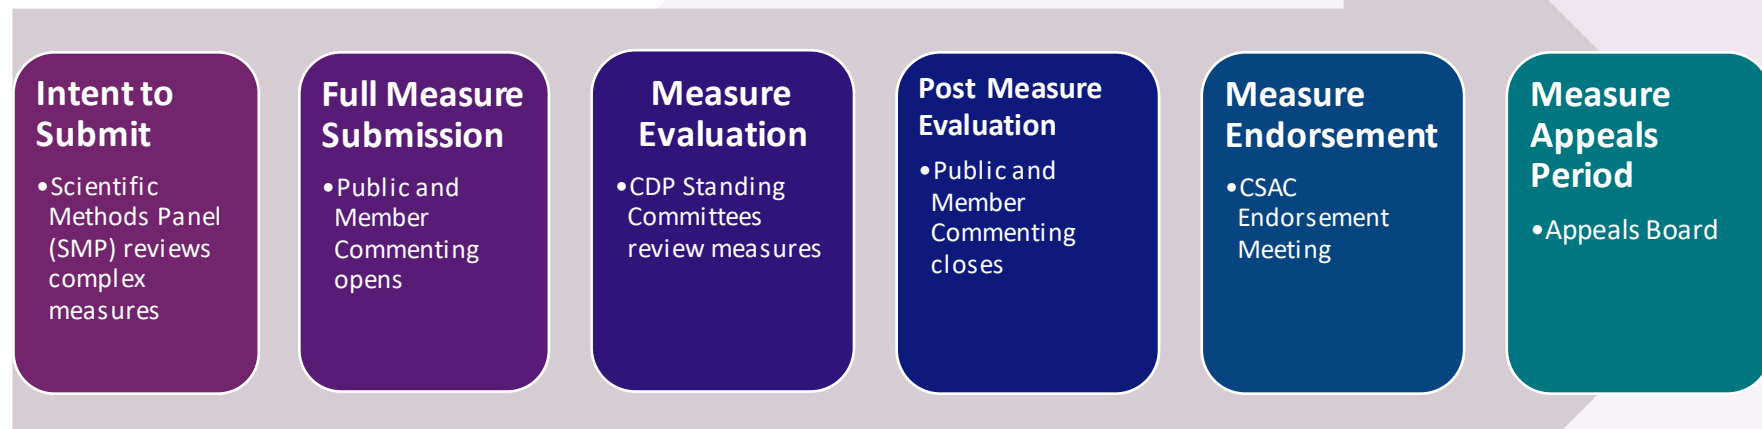 Intent to
Submit
•Scientific
Methods Panel
(SMP) reviews
complex
measures
Full Measure
Submission
•Public and
Member
Commenting
opens
Measure
Evaluation
•CDP Standing
Committees
review measures
Post Measure
Evaluation
•Public and
Member
Commenting
closes
Measure
Endorsement
•CSAC
Endorsement
Meeting
Measure
Appeals
Period
•Appeals Board